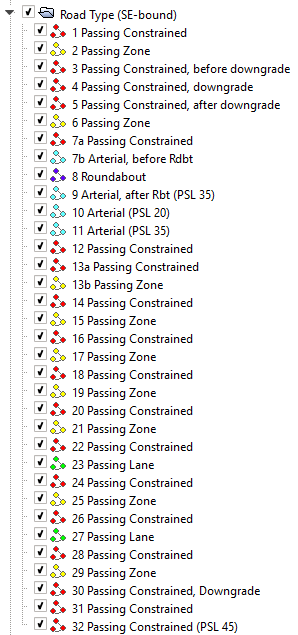 Road Type (SE-bound)
1 Passing Constrained
2 Passing Zone
3 Passing Constrained, before downgrade
4 Passing Constrained, downgrade
5 Passing Constrained, after downgrade
6 Passing Zone
7a Passing Constrained
7b Arterial, before Rdbt
8 Roundabout
9 Arterial, after Rbt (PSL 35)
10 Arterial (PSL 20)
11 Arterial (PSL 35)
12 Passing Constrained
13a Passing Constrained
13b Passing Zone
14 Passing Constrained
15 Passing Zone
16 Passing Constrained
17 Passing Zone
18 Passing Constrained
19 Passing Zone
20 Passing Constrained
21 Passing Zone
22 Passing Constrained
23 Passing Lane
24 Passing Constrained
25 Passing Zone
26 Passing Constrained
27 Passing Lane
28 Passing Constrained
29 Passing Zone
30 Passing Constrained, Downgrade
31 Passing Constrained
32 Passing Constrained (PSL 45)